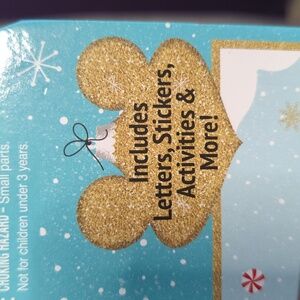 Includes
Letters, Stickers,
Activities &
More!
CHOKING HAZARD – Small parts.
Not for children under 3 years.